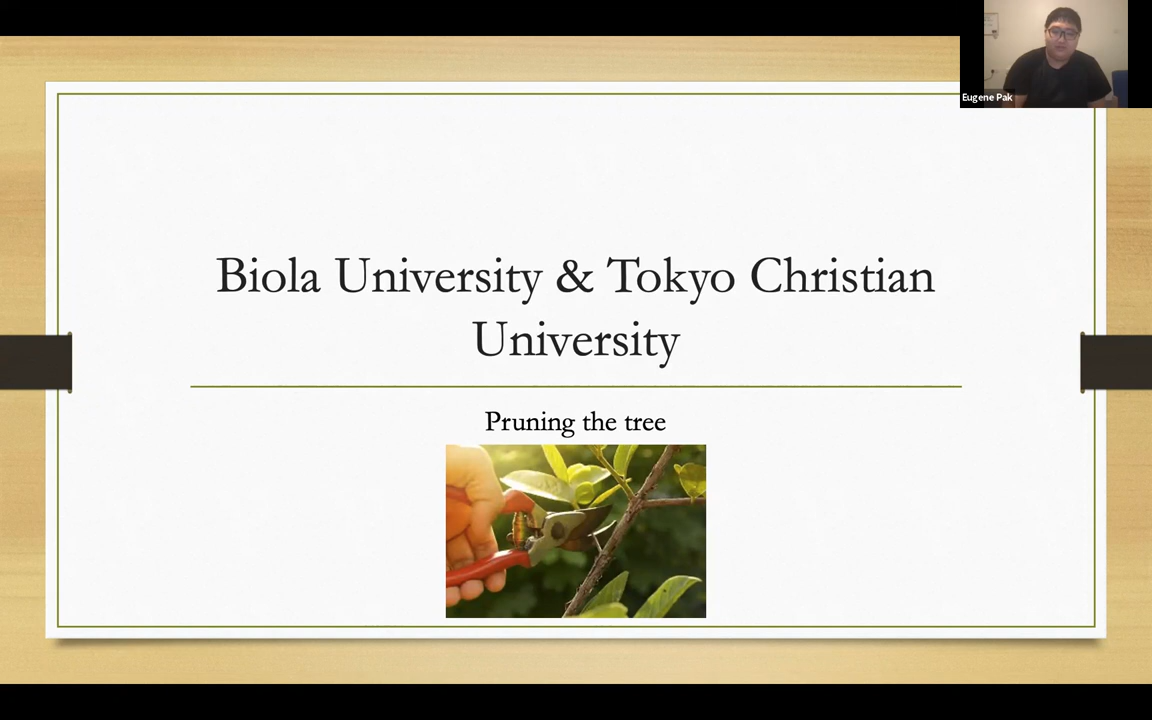 Eugene Pak
Biola University & Tokyo Christian
University
Pruning the tree